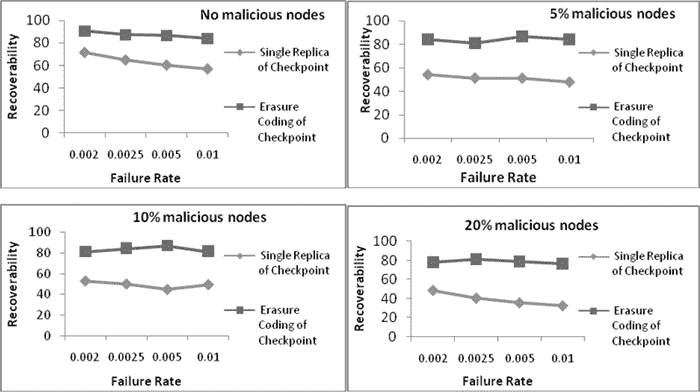 No malicious nodes
Recoverability
100
80
60
40
20
0
0.002 0.0025 0.005 0.01
Failure Rate
Single Replica
of Checkpoint
Erasure
Coding of
Checkpoint
5% malicious nodes
Recoverability
100
80
60
40
20
0
0.002 0.0025 0.005 0.01
Failure Rate
Single Replica
of Checkpoint
Erasure
Coding of
Checkpoint
10% malicious nodes
Recoverability
100
80
60
40
20
0
0.002 0.0025 0.005 0.01
Failure Rate
Single Replica
of Checkpoint
Erasure
Coding of
Checkpoint
20% malicious nodes
Recoverability
100
80
60
40
20
0
0.002 0.0025 0.005 0.01
Failure Rate
Single Replica
of Checkpoint
Erasure
Coding of
Checkpoint